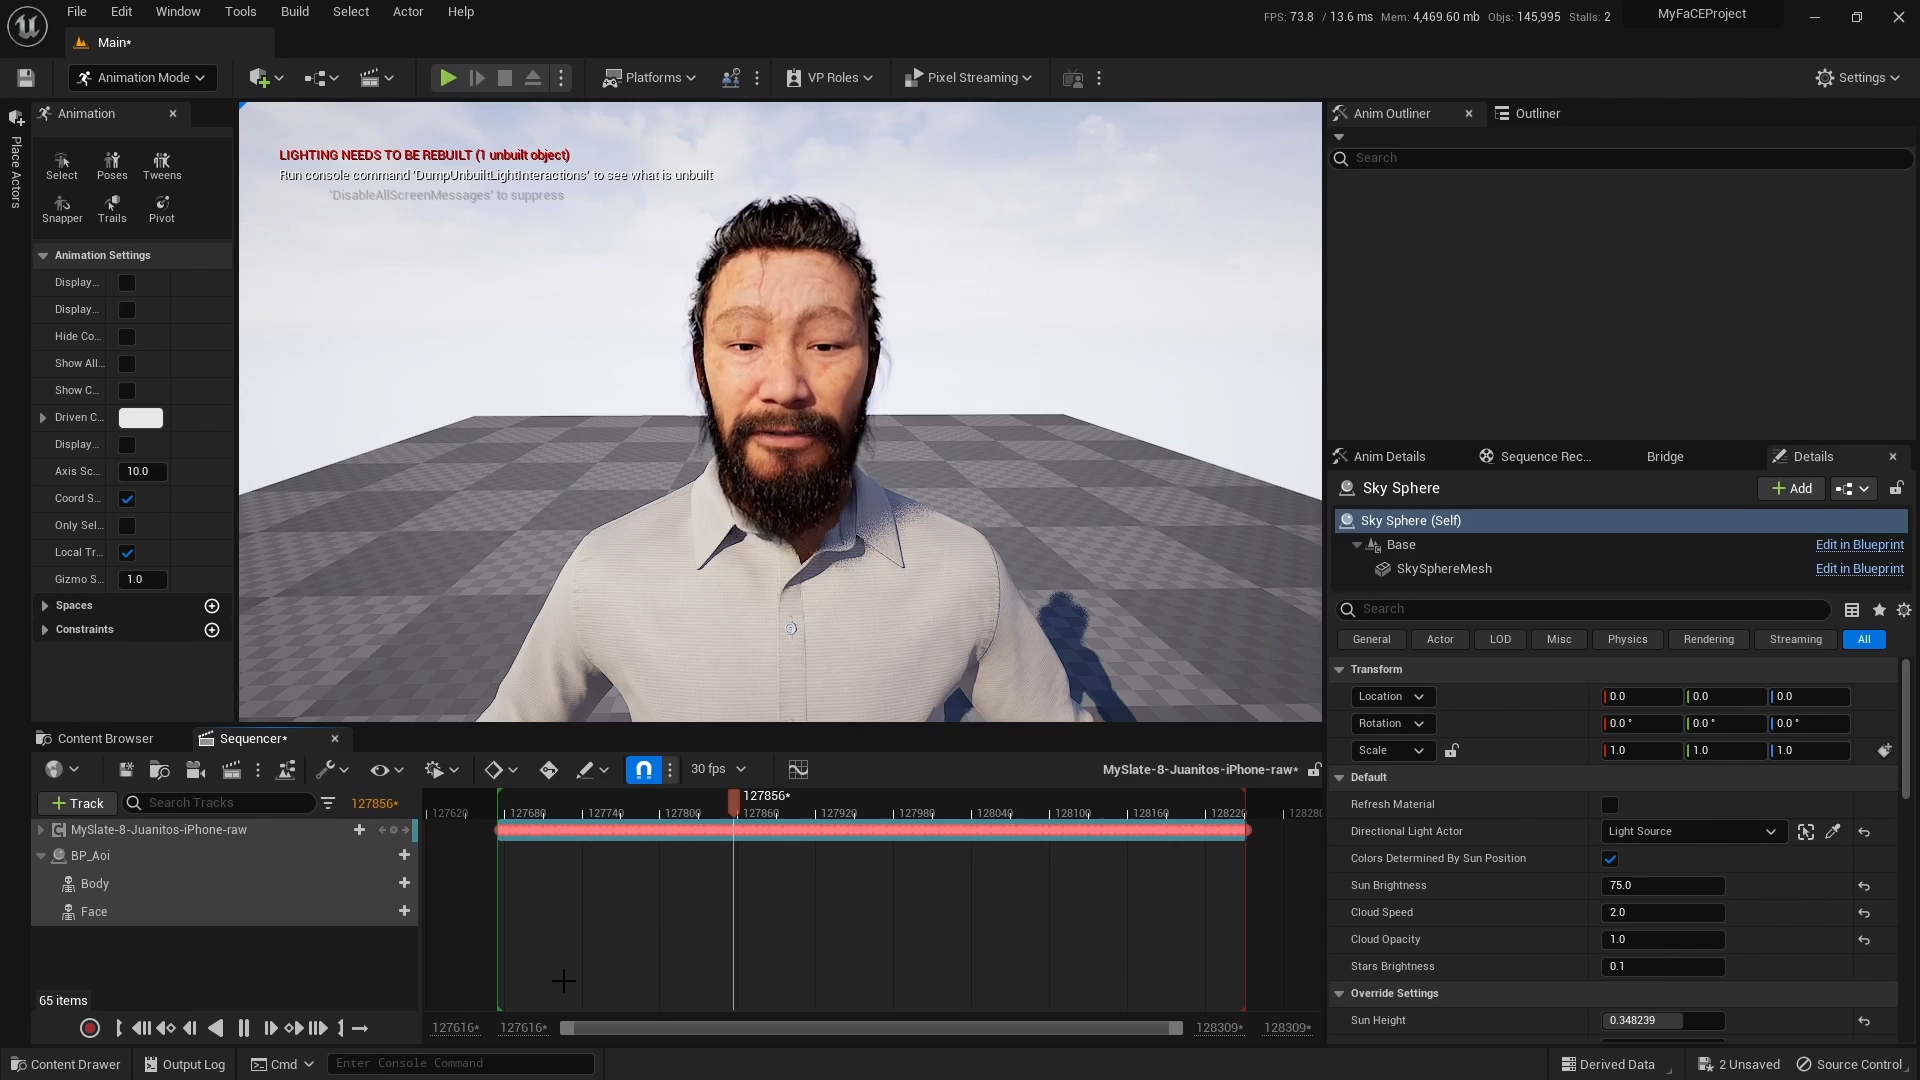 File Edit Window Tools Build Select Actor Help
FPS: 73.8 / 13.6 ms Mem: 4,469.60 mb Objs: 145,995 Stalls: 2
MyFaCEProject
Main*
Animation Mode
Platforms
VP Roles
Pixel Streaming
Settings
Place Actors
Animation
Select Poses Tweens
Snapper Trails Pivot
Animation Settings
Display...
Display...
Hide Co...
Show All...
Show C...
Driven C...
Display...
Axis Sc... 10.0
Coord S...
Only Sel...
Local Tr...
Gizmo S... 1.0
Spaces
Constraints
LIGHTING NEEDS TO BE REBUILT (1 unbuilt object)
Run console command 'DumpUnbuiltLightInteractions' to see what is unbuilt
'DisableAllScreenMessages' to suppress
Anim Outliner
Outliner
Search
Anim Details
Sequence Rec...
Bridge
Details
Sky Sphere
Add
Sky Sphere (Self)
Base Edit in Blueprint
SkySphereMesh Edit in Blueprint
Search
General Actor LOD Misc Physics Rendering Streaming All
Transform
Location 0.0 0.0 0.0
Rotation 0.0 ° 0.0 ° 0.0 °
Scale 1.0 1.0 1.0
Default
Refresh Material
Directional Light Actor Light Source
Colors Determined By Sun Position
Sun Brightness 75.0
Cloud Speed 2.0
Cloud Opacity 1.0
Stars Brightness 0.1
Override Settings
Sun Height 0.348239
Content Browser
Sequencer*
30 fps
MySlate-8-Juanitos-iPhone-raw*
Track
Search Tracks
127856*
127856*
127620 127680 127740 127800 127860 127920 127980 128040 128100 128160 128220 128280
MySlate-8-Juanitos-iPhone-raw
BP_Aoi
Body
Face
65 items
127616* 127616* 128309* 128309*
Content Drawer
Output Log
Cmd
Enter Console Command
Derived Data
2 Unsaved
Source Control